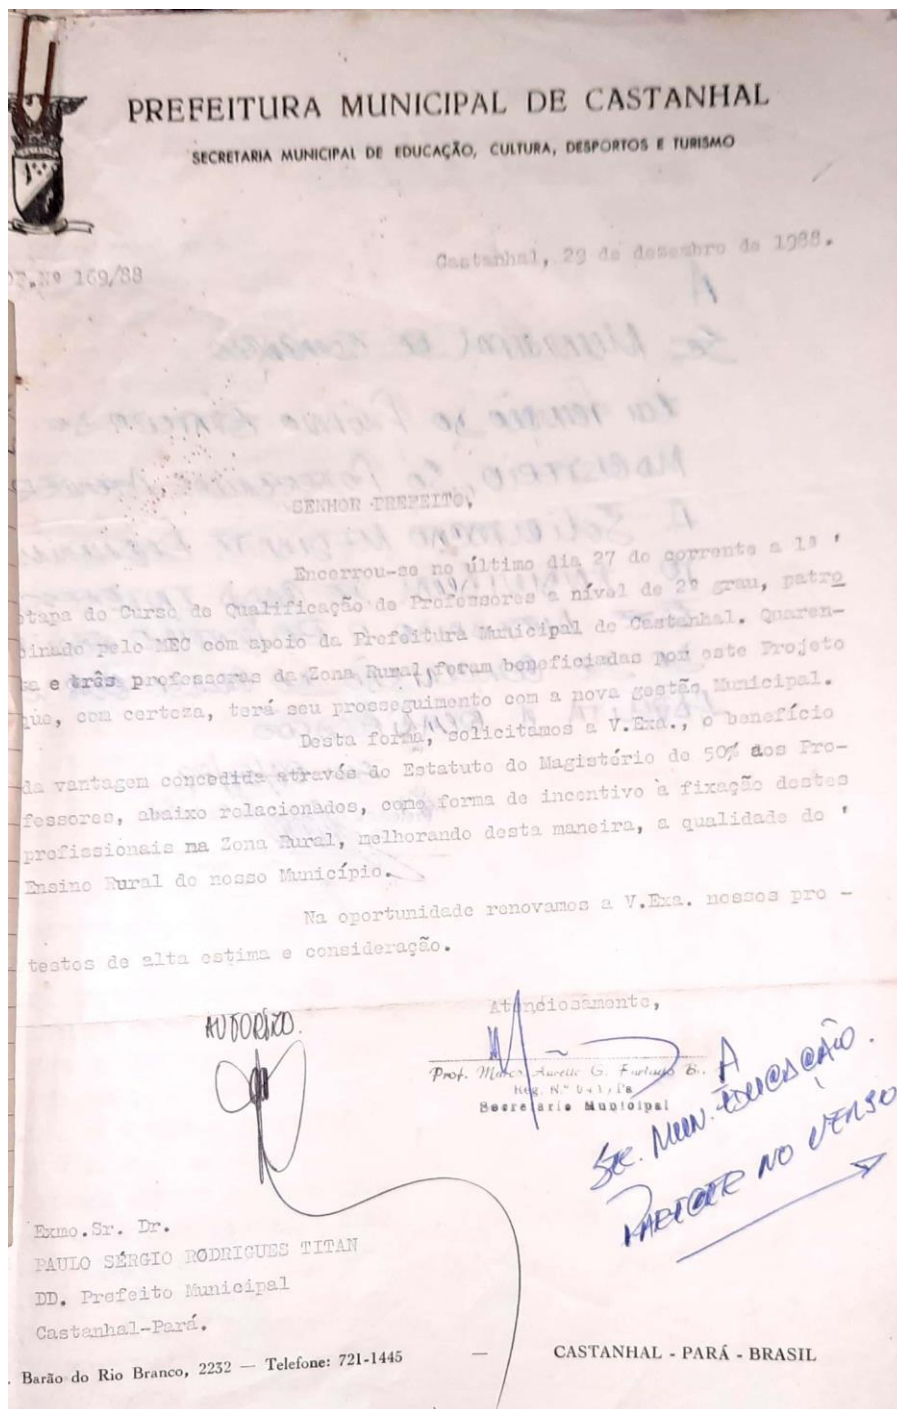 PREFEITURA MUNICIPAL DE CASTANHAL
SECRETARIA MUNICIPAL DE EDUCAÇÃO, CULTURA, DESPORTOS E TURISMO
Castanhal, 29 de dezembro de 1988.
Nº 169/88
SENHOR PREFEITO,
Encerrou-se no último dia 27 do corrente a 1ª '
etapa do Curso de Qualificação de Professores a nível de 2º grau, patro
cinado pelo MEC com apoio da Prefeitura Municipal de Castanhal. Quaren-
ta e três professoras da Zona Rural, foram beneficiadas por este Projeto
que, com certeza, terá seu prosseguimento com a nova gestão Municipal.
Desta forma, solicitamos a V.Exa., o benefício
da vantagem concedida através do Estatuto do Magistério de 50% aos Pro-
fessores, abaixo relacionados, como forma de incentivo à fixação destes
profissionais na Zona Rural, melhorando desta maneira, a qualidade do '
Ensino Rural do nosso Município.
Na oportunidade renovamos a V.Exa. nossos pro -
testos de alta estima e consideração.
Atenciosamente,
AUTORIZO.
Prof. Marco Aurelio G. Furtado B.
Reg. N.º
Secretario Municipal
A
Sec. Mun. Educação.
Parecer no verso
Exmo.Sr. Dr.
PAULO SÉRGIO RODRIGUES TITAN
DD. Prefeito Municipal
Castanhal-Pará.
Barão do Rio Branco, 2232 — Telefone: 721-1445 — CASTANHAL - PARÁ - BRASIL